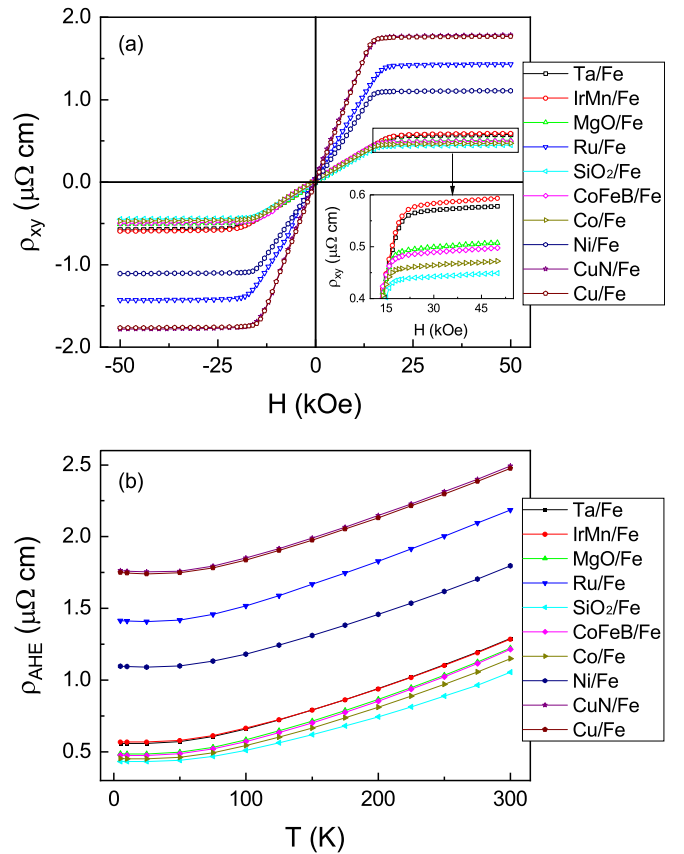 (a)
2.0
1.0
0.0
-1.0
-2.0
ρxy (μΩ cm)
-50 -25 0 25 50
H (kOe)
Ta/Fe
IrMn/Fe
MgO/Fe
Ru/Fe
SiO₂/Fe
CoFeB/Fe
Co/Fe
Ni/Fe
CuN/Fe
Cu/Fe
0.6
0.5
0.4
ρxy
15 30 45
H (kOe)
(b)
2.5
2.0
1.5
1.0
0.5
ρAHE (μΩ cm)
0 50 100 150 200 250 300
T (K)
Ta/Fe
IrMn/Fe
MgO/Fe
Ru/Fe
SiO₂/Fe
CoFeB/Fe
Co/Fe
Ni/Fe
CuN/Fe
Cu/Fe